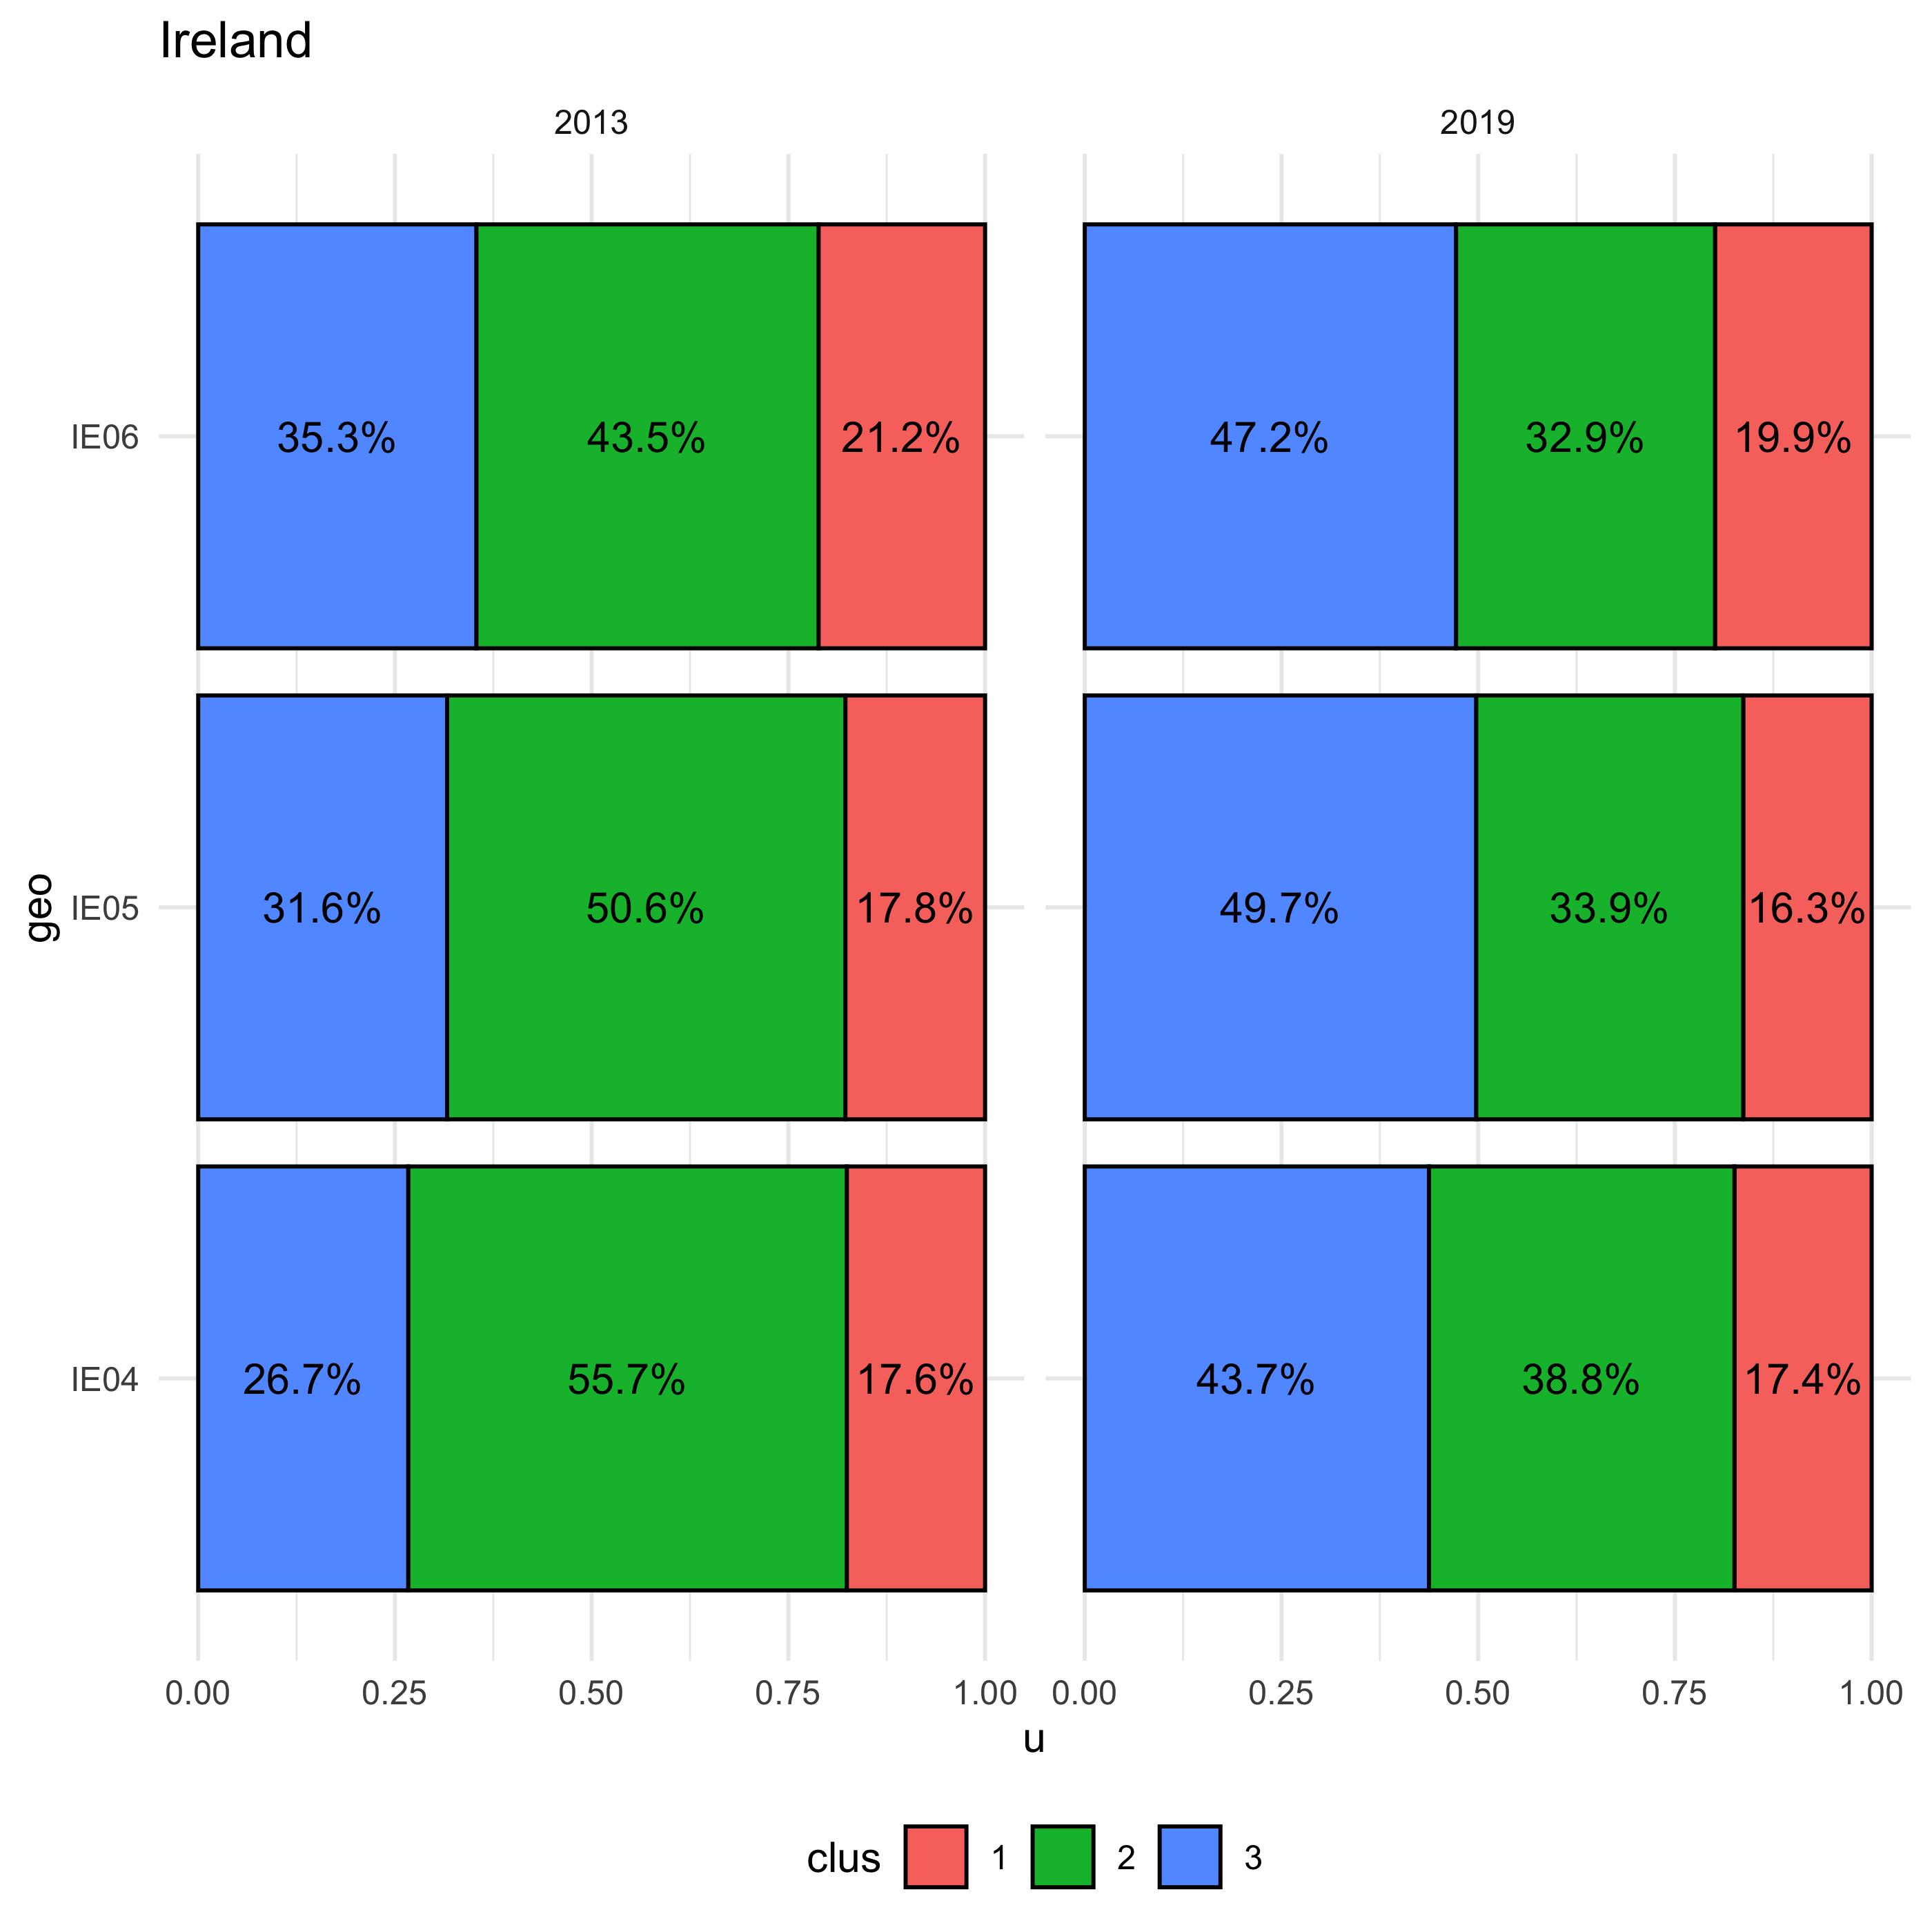 Ireland
2013 2019
IE06 35.3% 43.5% 21.2% 47.2% 32.9% 19.9%
geo
IE05 31.6% 50.6% 17.8% 49.7% 33.9% 16.3%
IE04 26.7% 55.7% 17.6% 43.7% 38.8% 17.4%
0.00 0.25 0.50 0.75 1.00 0.00 0.25 0.50 0.75 1.00
u
clus 1 2 3